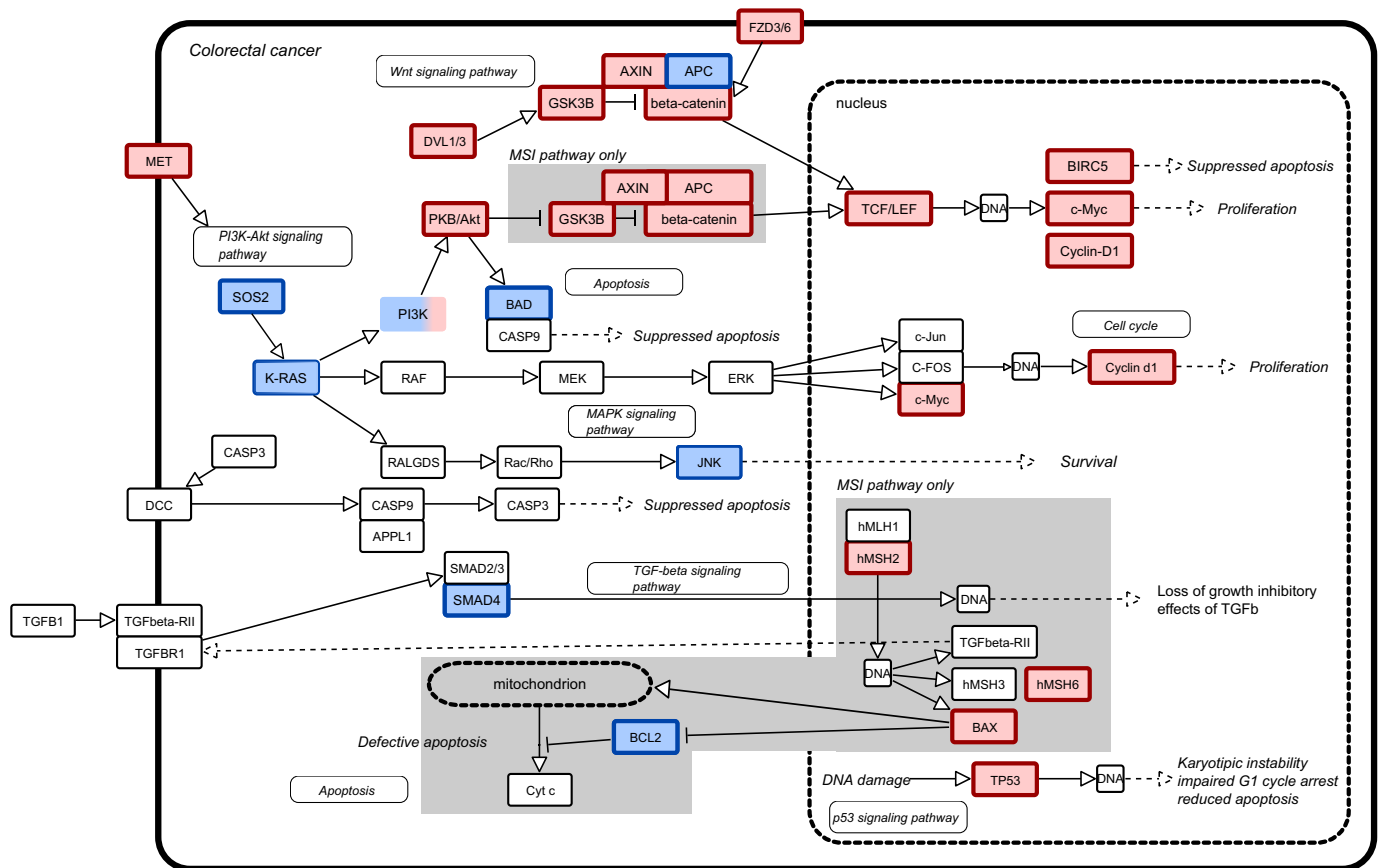 FZD3/6
Colorectal cancer
Wnt signaling pathway
AXIN
APC
GSK3B
beta-catenin
nucleus
DVL1/3
MSI pathway only
MET
AXIN
APC
BIRC5
Suppressed apoptosis
PKB/Akt
GSK3B
beta-catenin
TCF/LEF
DNA
c-Myc
Proliferation
PI3K-Akt signaling
pathway
Cyclin-D1
SOS2
PI3K
BAD
Apoptosis
CASP9
Suppressed apoptosis
c-Jun
Cell cycle
K-RAS
RAF
MEK
ERK
C-FOS
DNA
Cyclin d1
Proliferation
c-Myc
MAPK signaling
pathway
CASP3
RALGDS
Rac/Rho
JNK
Survival
MSI pathway only
DCC
CASP9
CASP3
Suppressed apoptosis
APPL1
hMLH1
hMSH2
SMAD2/3
TGF-beta signaling
pathway
SMAD4
DNA
Loss of growth inhibitory
effects of TGFb
TGFB1
TGFbeta-RII
TGFBR1
TGFbeta-RII
DNA
hMSH3
hMSH6
mitochondrion
BAX
Defective apoptosis
BCL2
Cyt c
Apoptosis
DNA damage
TP53
DNA
Karyotipic instability
impaired G1 cycle arrest
reduced apoptosis
p53 signaling pathway